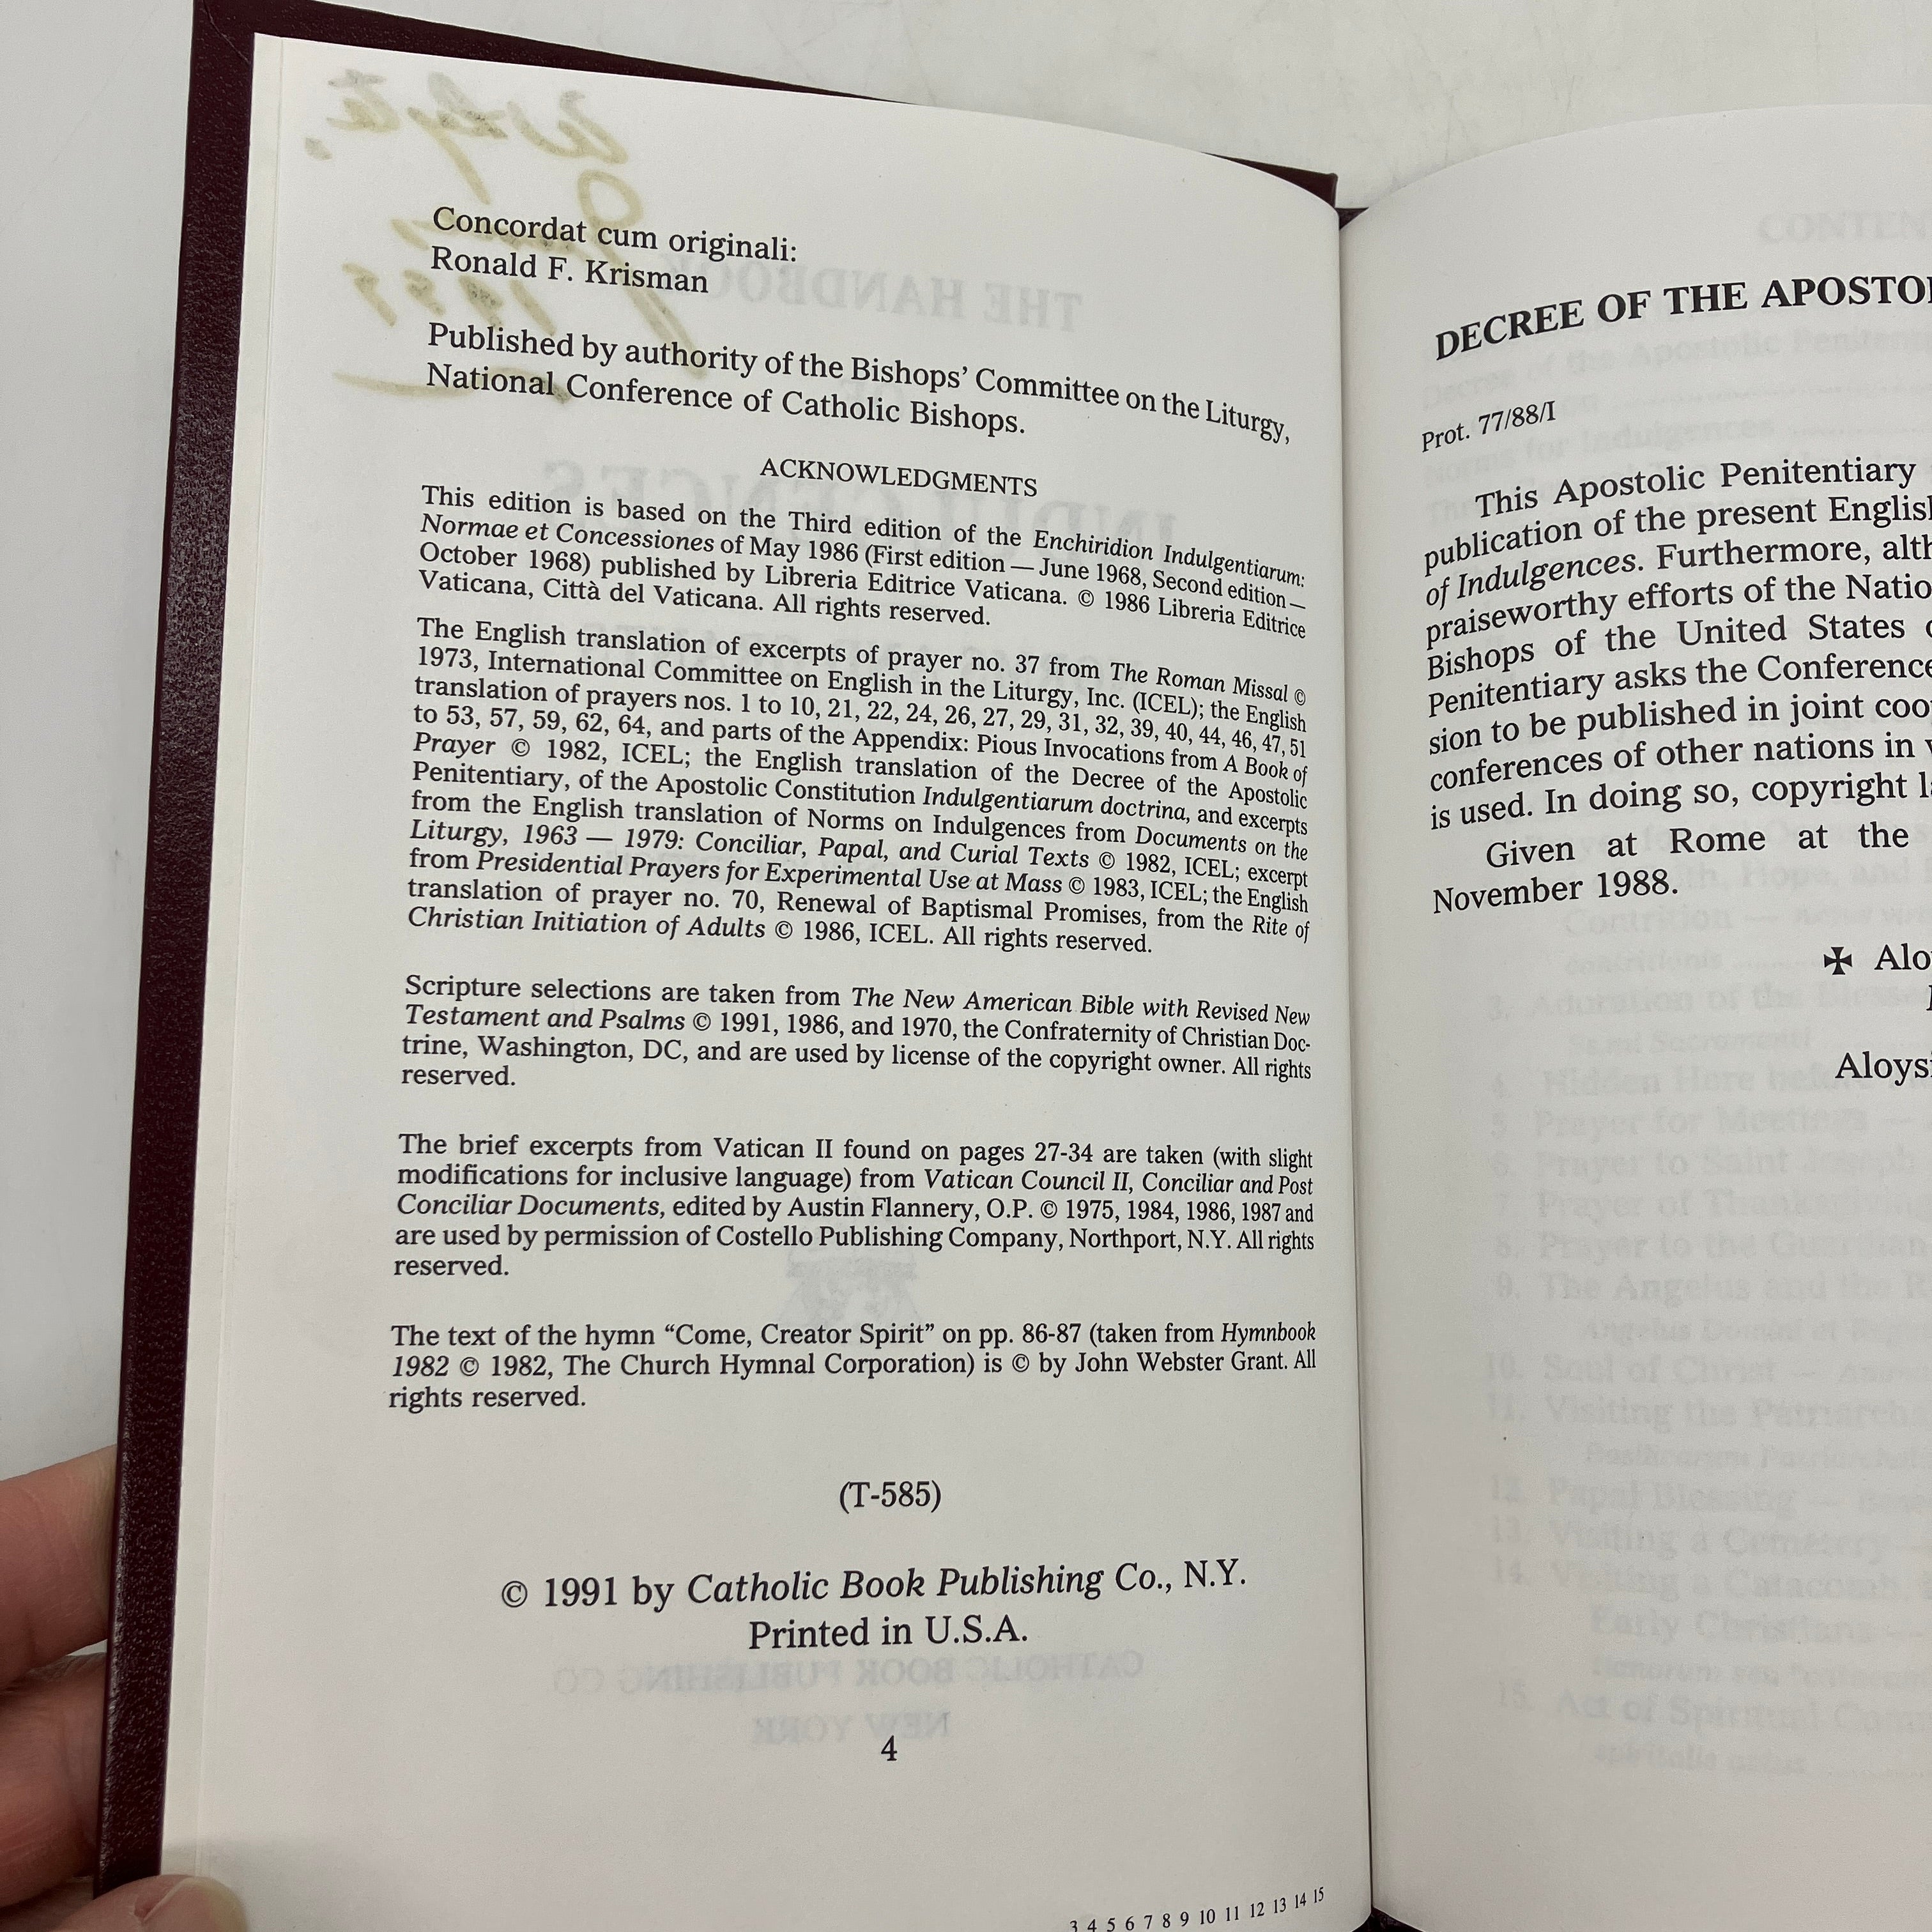 Concordat cum originali:
Ronald F. Krisman
Published by authority of the Bishops’ Committee on the Liturgy,
National Conference of Catholic Bishops.
ACKNOWLEDGMENTS
This edition is based on the Third edition of the Enchiridion Indulgentiarum:
Normae et Concessiones of May 1986 (First edition — June 1968, Second edition —
October 1968) published by Libreria Editrice Vaticana. © 1986 Libreria Editrice
Vaticana, Città del Vaticana. All rights reserved.
The English translation of excerpts of prayer no. 37 from The Roman Missal ©
1973, International Committee on English in the Liturgy, Inc. (ICEL); the English
translation of prayers nos. 1 to 10, 21, 22, 24, 26, 27, 29, 31, 32, 39, 40, 44, 46, 47, 51
to 53, 57, 59, 62, 64, and parts of the Appendix: Pious Invocations from A Book of
Prayer © 1982, ICEL; the English translation of the Decree of the Apostolic
Penitentiary, of the Apostolic Constitution Indulgentiarum doctrina, and excerpts
from the English translation of Norms on Indulgences from Documents on the
Liturgy, 1963 — 1979: Conciliar, Papal, and Curial Texts © 1982, ICEL; excerpt
from Presidential Prayers for Experimental Use at Mass © 1983, ICEL; the English
translation of prayer no. 70, Renewal of Baptismal Promises, from the Rite of
Christian Initiation of Adults © 1986, ICEL. All rights reserved.
Scripture selections are taken from The New American Bible with Revised New
Testament and Psalms © 1991, 1986, and 1970, the Confraternity of Christian Doc-
trine, Washington, DC, and are used by license of the copyright owner. All rights
reserved.
The brief excerpts from Vatican II found on pages 27-34 are taken (with slight
modifications for inclusive language) from Vatican Council II, Conciliar and Post
Conciliar Documents, edited by Austin Flannery, O.P. © 1975, 1984, 1986, 1987 and
are used by permission of Costello Publishing Company, Northport, N.Y. All rights
reserved.
The text of the hymn “Come, Creator Spirit” on pp. 86-87 (taken from Hymnbook
1982 © 1982, The Church Hymnal Corporation) is © by John Webster Grant. All
rights reserved.
(T-585)
© 1991 by Catholic Book Publishing Co., N.Y.
Printed in U.S.A.
4
3 4 5 6 7 8 9 10 11 12 13 14 15
DECREE OF THE
Prot. 77/88/I
This Apostolic Penitentiary
publication of the present
of Indulgences. Furthermore,
praiseworthy efforts of the
Bishops of the United States
Penitentiary asks the Conference
sion to be published in joint
conferences of other nations in
is used. In doing so, copyright
Given at Rome at the
November 1988.
✠